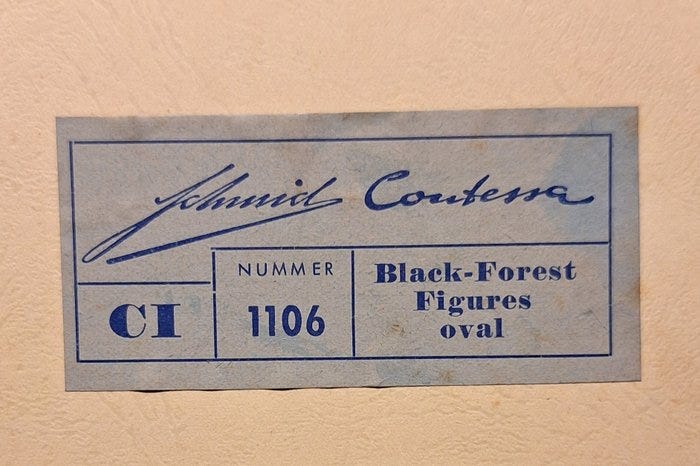 Schmid Contessa
CI
NUMMER
1106
Black-Forest
Figures
oval